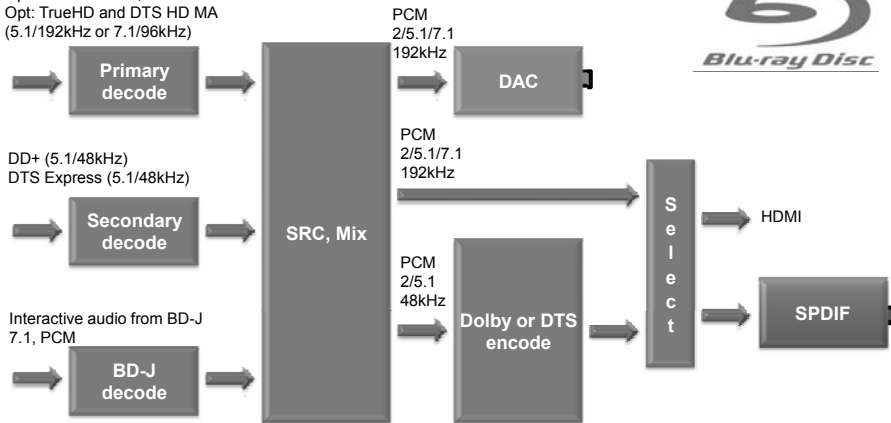 Opt: TrueHD and DTS HD MA
(5.1/192kHz or 7.1/96kHz)
Primary
decode
PCM
2/5.1/7.1
192kHz
DAC
Blu-ray Disc
DD+ (5.1/48kHz)
DTS Express (5.1/48kHz)
Secondary
decode
SRC, Mix
PCM
2/5.1/7.1
192kHz
Select
HDMI
PCM
2/5.1
48kHz
Dolby or DTS
encode
SPDIF
Interactive audio from BD-J
7.1, PCM
BD-J
decode